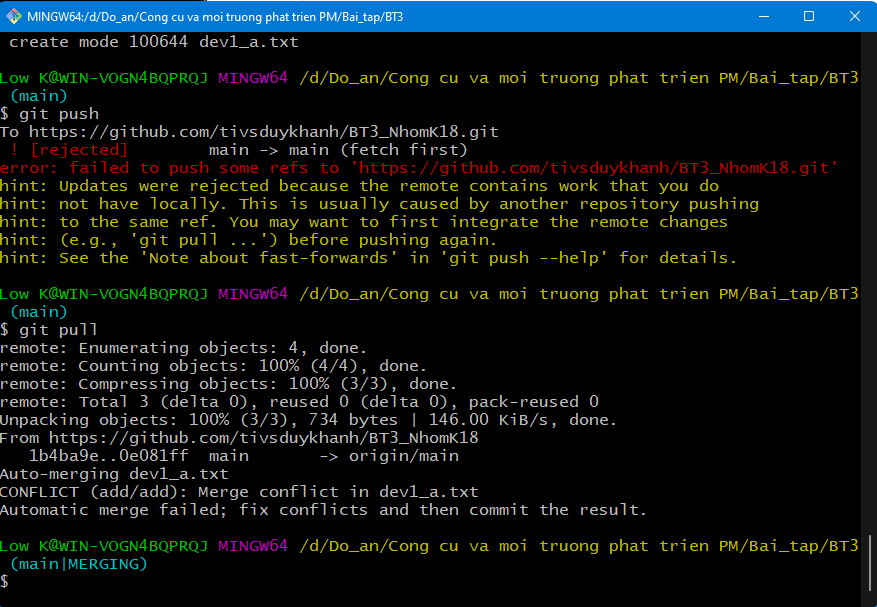 MINGW64:/d/Do_an/Cong cu va moi truong phat trien PM/Bai_tap/BT3
create mode 100644 dev1_a.txt
Low K@WIN-VOGN4BQPRQJ MINGW64 /d/Do_an/Cong cu va moi truong phat trien PM/Bai_tap/BT3
(main)
$ git push
To https://github.com/tivsduykhanh/BT3_NhomK18.git
! [rejected]        main -> main (fetch first)
error: failed to push some refs to 'https://github.com/tivsduykhanh/BT3_NhomK18.git'
hint: Updates were rejected because the remote contains work that you do
hint: not have locally. This is usually caused by another repository pushing
hint: to the same ref. You may want to first integrate the remote changes
hint: (e.g., 'git pull ...') before pushing again.
hint: See the 'Note about fast-forwards' in 'git push --help' for details.
Low K@WIN-VOGN4BQPRQJ MINGW64 /d/Do_an/Cong cu va moi truong phat trien PM/Bai_tap/BT3
(main)
$ git pull
remote: Enumerating objects: 4, done.
remote: Counting objects: 100% (4/4), done.
remote: Compressing objects: 100% (3/3), done.
remote: Total 3 (delta 0), reused 0 (delta 0), pack-reused 0
Unpacking objects: 100% (3/3), 734 bytes | 146.00 KiB/s, done.
From https://github.com/tivsduykhanh/BT3_NhomK18
1b4ba9e..0e081ff  main       -> origin/main
Auto-merging dev1_a.txt
CONFLICT (add/add): Merge conflict in dev1_a.txt
Automatic merge failed; fix conflicts and then commit the result.
Low K@WIN-VOGN4BQPRQJ MINGW64 /d/Do_an/Cong cu va moi truong phat trien PM/Bai_tap/BT3
(main|MERGING)
$